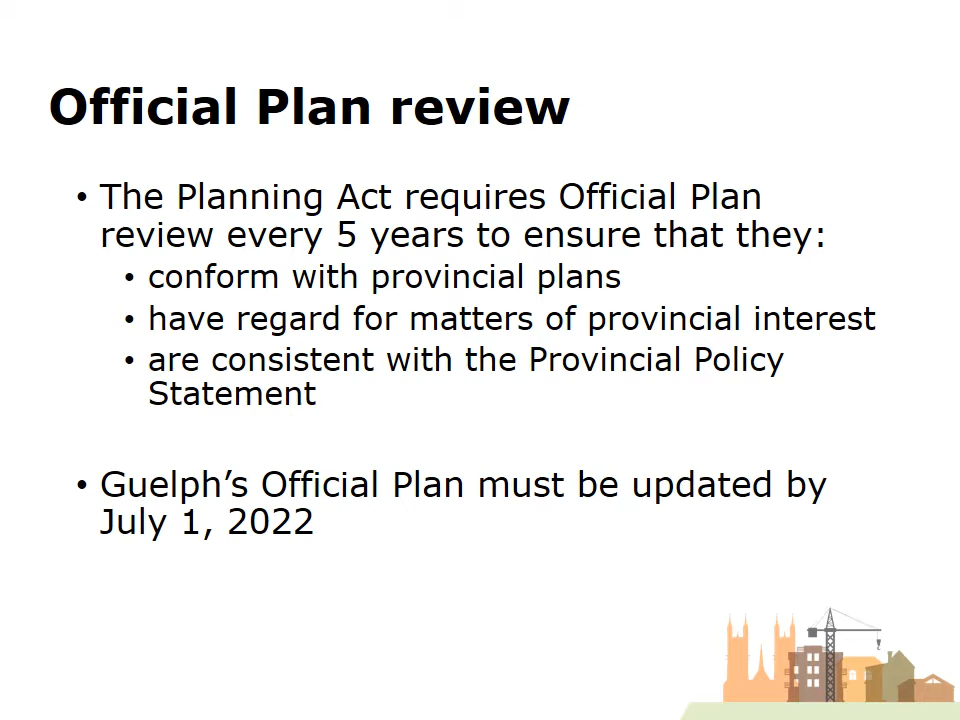 Official Plan review
• The Planning Act requires Official Plan
review every 5 years to ensure that they:
• conform with provincial plans
• have regard for matters of provincial interest
• are consistent with the Provincial Policy
Statement
• Guelph’s Official Plan must be updated by
July 1, 2022